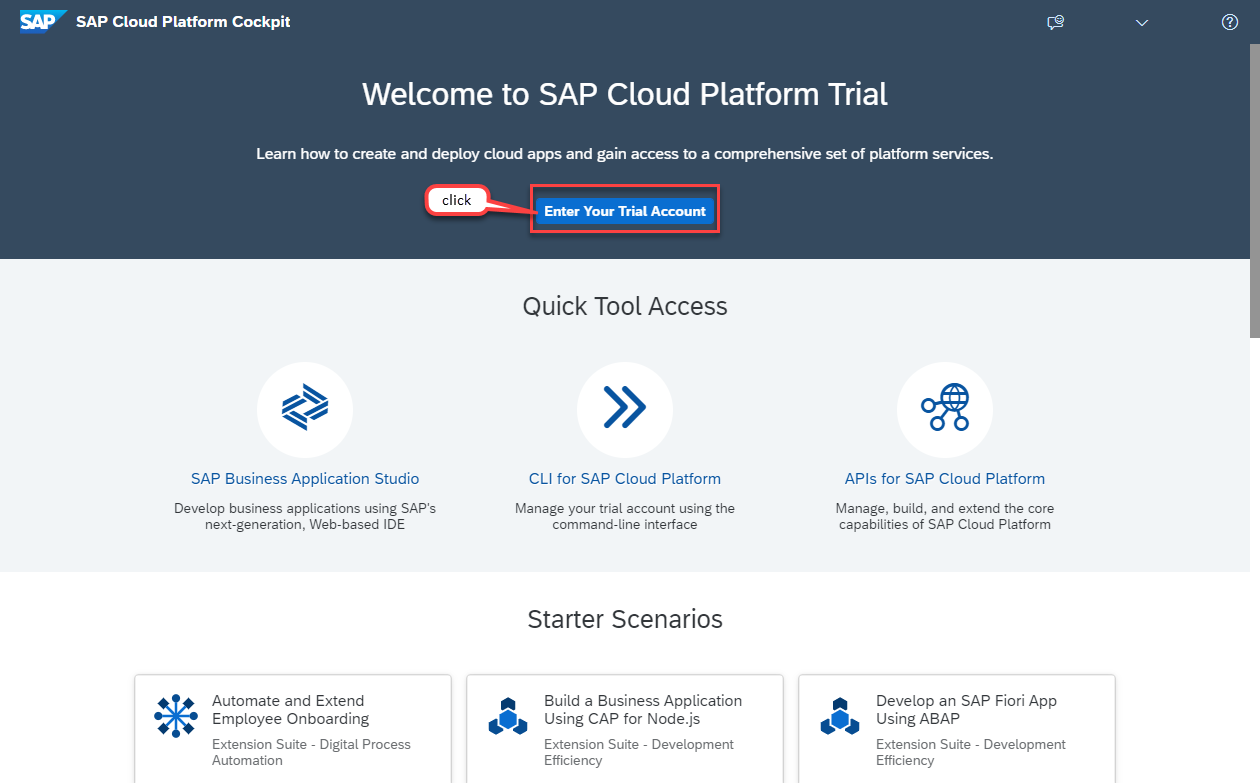 SAP SAP Cloud Platform Cockpit
Welcome to SAP Cloud Platform Trial
Learn how to create and deploy cloud apps and gain access to a comprehensive set of platform services.
click
Enter Your Trial Account
Quick Tool Access
SAP Business Application Studio
Develop business applications using SAP's
next-generation, Web-based IDE
CLI for SAP Cloud Platform
Manage your trial account using the
command-line interface
APIs for SAP Cloud Platform
Manage, build, and extend the core
capabilities of SAP Cloud Platform
Starter Scenarios
Automate and Extend
Employee Onboarding
Extension Suite - Digital Process
Automation
Build a Business Application
Using CAP for Node.js
Extension Suite - Development
Efficiency
Develop an SAP Fiori App
Using ABAP
Extension Suite - Development
Efficiency